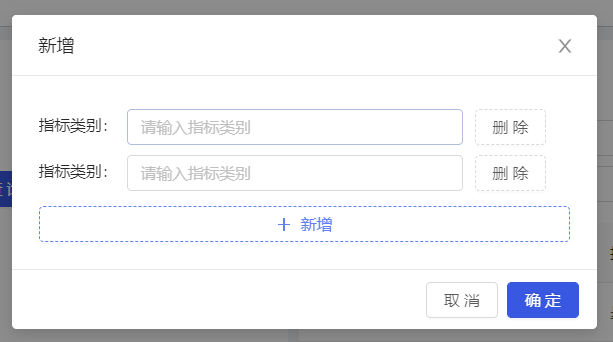 新增
指标类别： 请输入指标类别 删 除
指标类别： 请输入指标类别 删 除
+ 新增
取 消 确 定